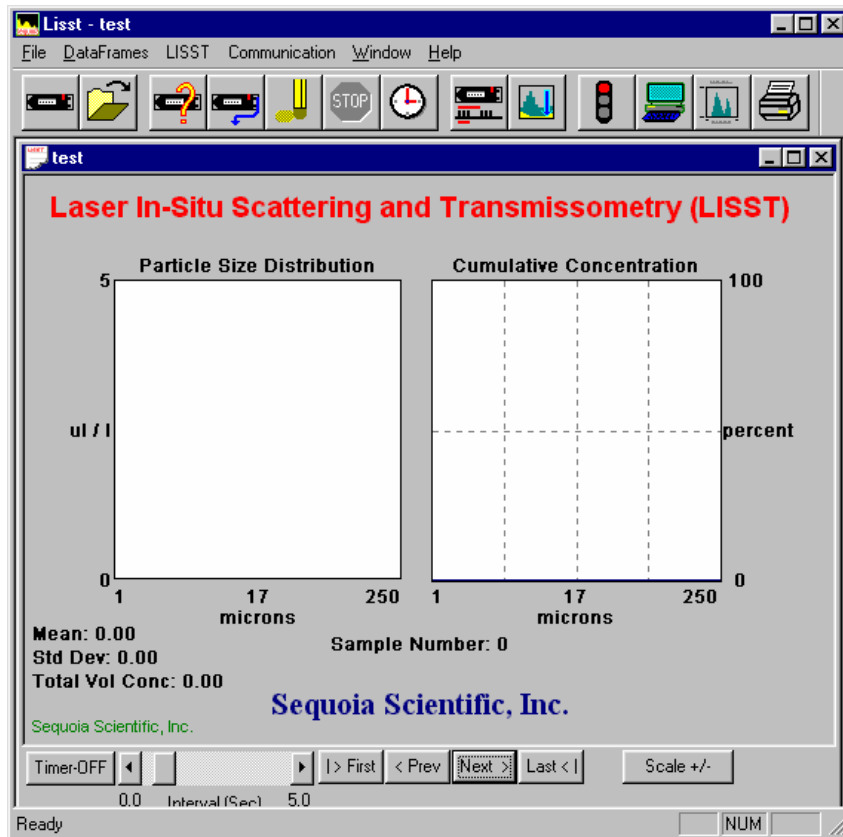 Lisst - test
File DataFrames LISST Communication Window Help
STOP
test
Laser In-Situ Scattering and Transmissometry (LISST)
Particle Size Distribution Cumulative Concentration
5 100
ul / l percent
0 0
1 17 250 1 17 250
microns microns
Mean: 0.00
Sample Number: 0
Std Dev: 0.00
Total Vol Conc: 0.00
Sequoia Scientific, Inc.
Sequoia Scientific, Inc.
Timer-OFF |> First < Prev Next > Last < | Scale +/-
0.0 Interval (Sec) 5.0
Ready NUM